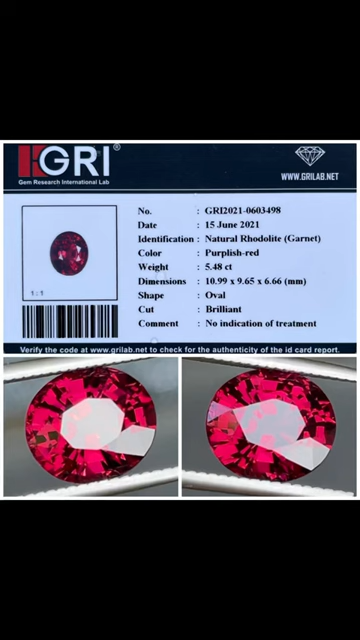 GRI®
Gem Research International Lab
WWW.GRILAB.NET
No. : GRI2021-0603498
Date : 15 June 2021
Identification : Natural Rhodolite (Garnet)
Color : Purplish-red
Weight : 5.48 ct
Dimensions : 10.99 x 9.65 x 6.66 (mm)
Shape : Oval
Cut : Brilliant
Comment : No indication of treatment
1:1
Verify the code at www.grilab.net to check for the authenticity of the id card report.